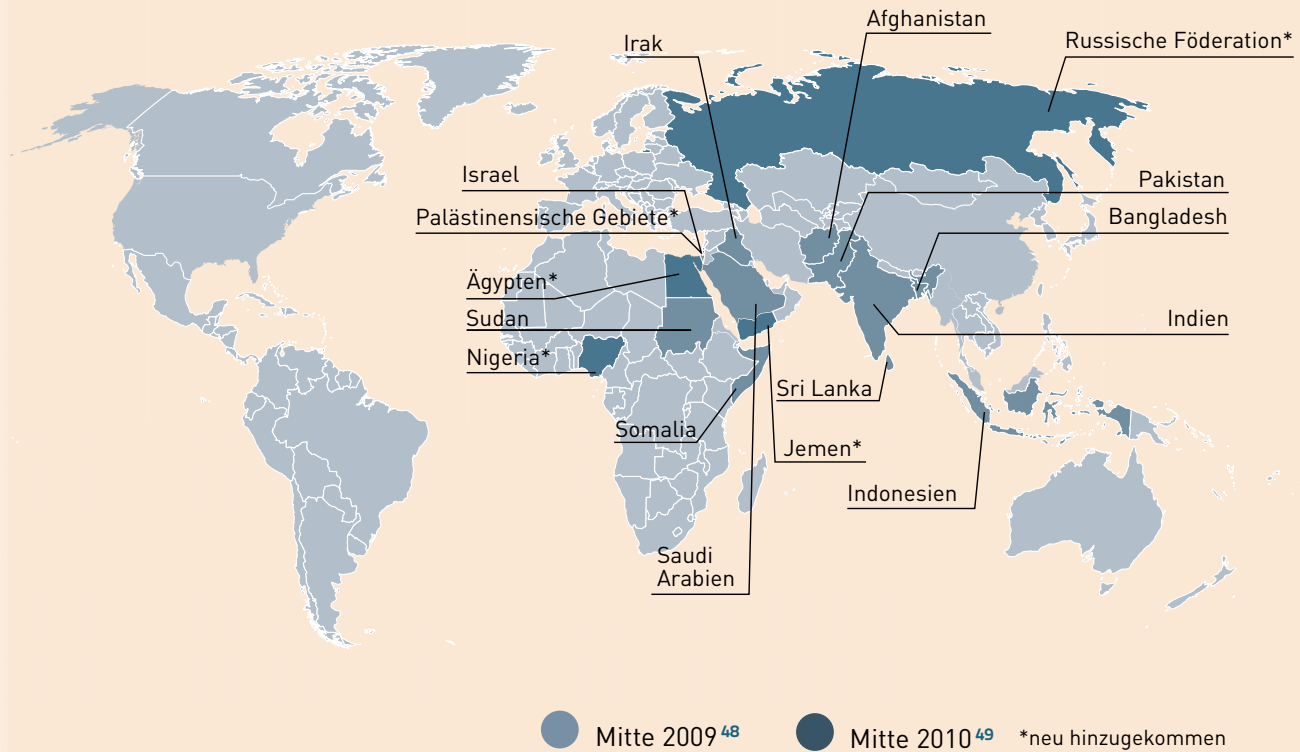 Afghanistan
Irak
Russische Föderation*
Israel
Pakistan
Palästinensische Gebiete*
Bangladesh
Ägypten*
Sudan
Indien
Nigeria*
Sri Lanka
Somalia
Jemen*
Indonesien
Saudi
Arabien
Mitte 2009 48 Mitte 2010 49 *neu hinzugekommen